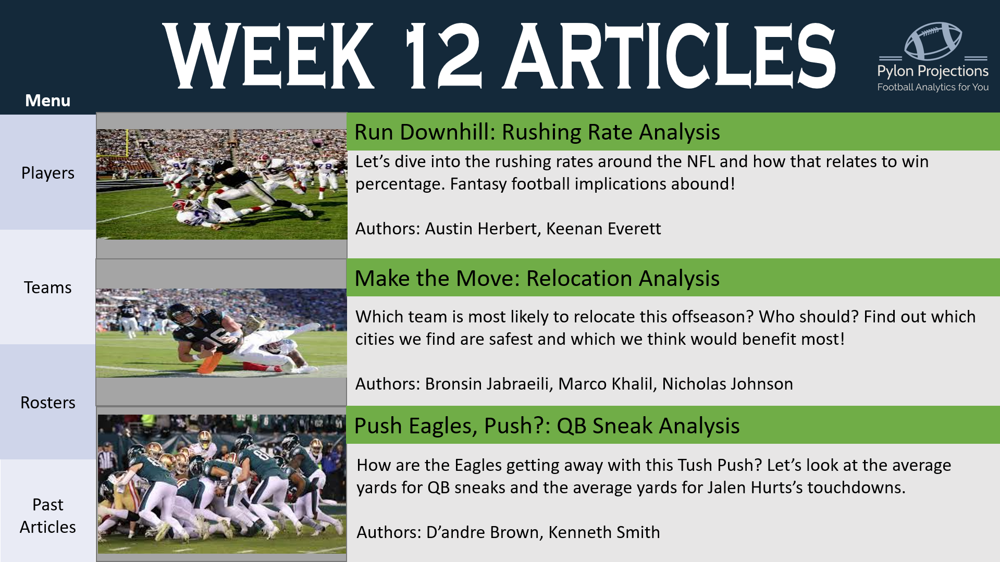 WEEK 12 ARTICLES
Pylon Projections
Football Analytics for You
Menu
Players
Teams
Rosters
Past
Articles
Run Downhill: Rushing Rate Analysis
Let’s dive into the rushing rates around the NFL and how that relates to win
percentage. Fantasy football implications abound!
Authors: Austin Herbert, Keenan Everett
97
78
Make the Move: Relocation Analysis
Which team is most likely to relocate this offseason? Who should? Find out which
cities we find are safest and which we think would benefit most!
Authors: Bronsin Jabraeili, Marco Khalil, Nicholas Johnson
79
16
Push Eagles, Push?: QB Sneak Analysis
How are the Eagles getting away with this Tush Push? Let’s look at the average
yards for QB sneaks and the average yards for Jalen Hurts’s touchdowns.
Authors: D’andre Brown, Kenneth Smith